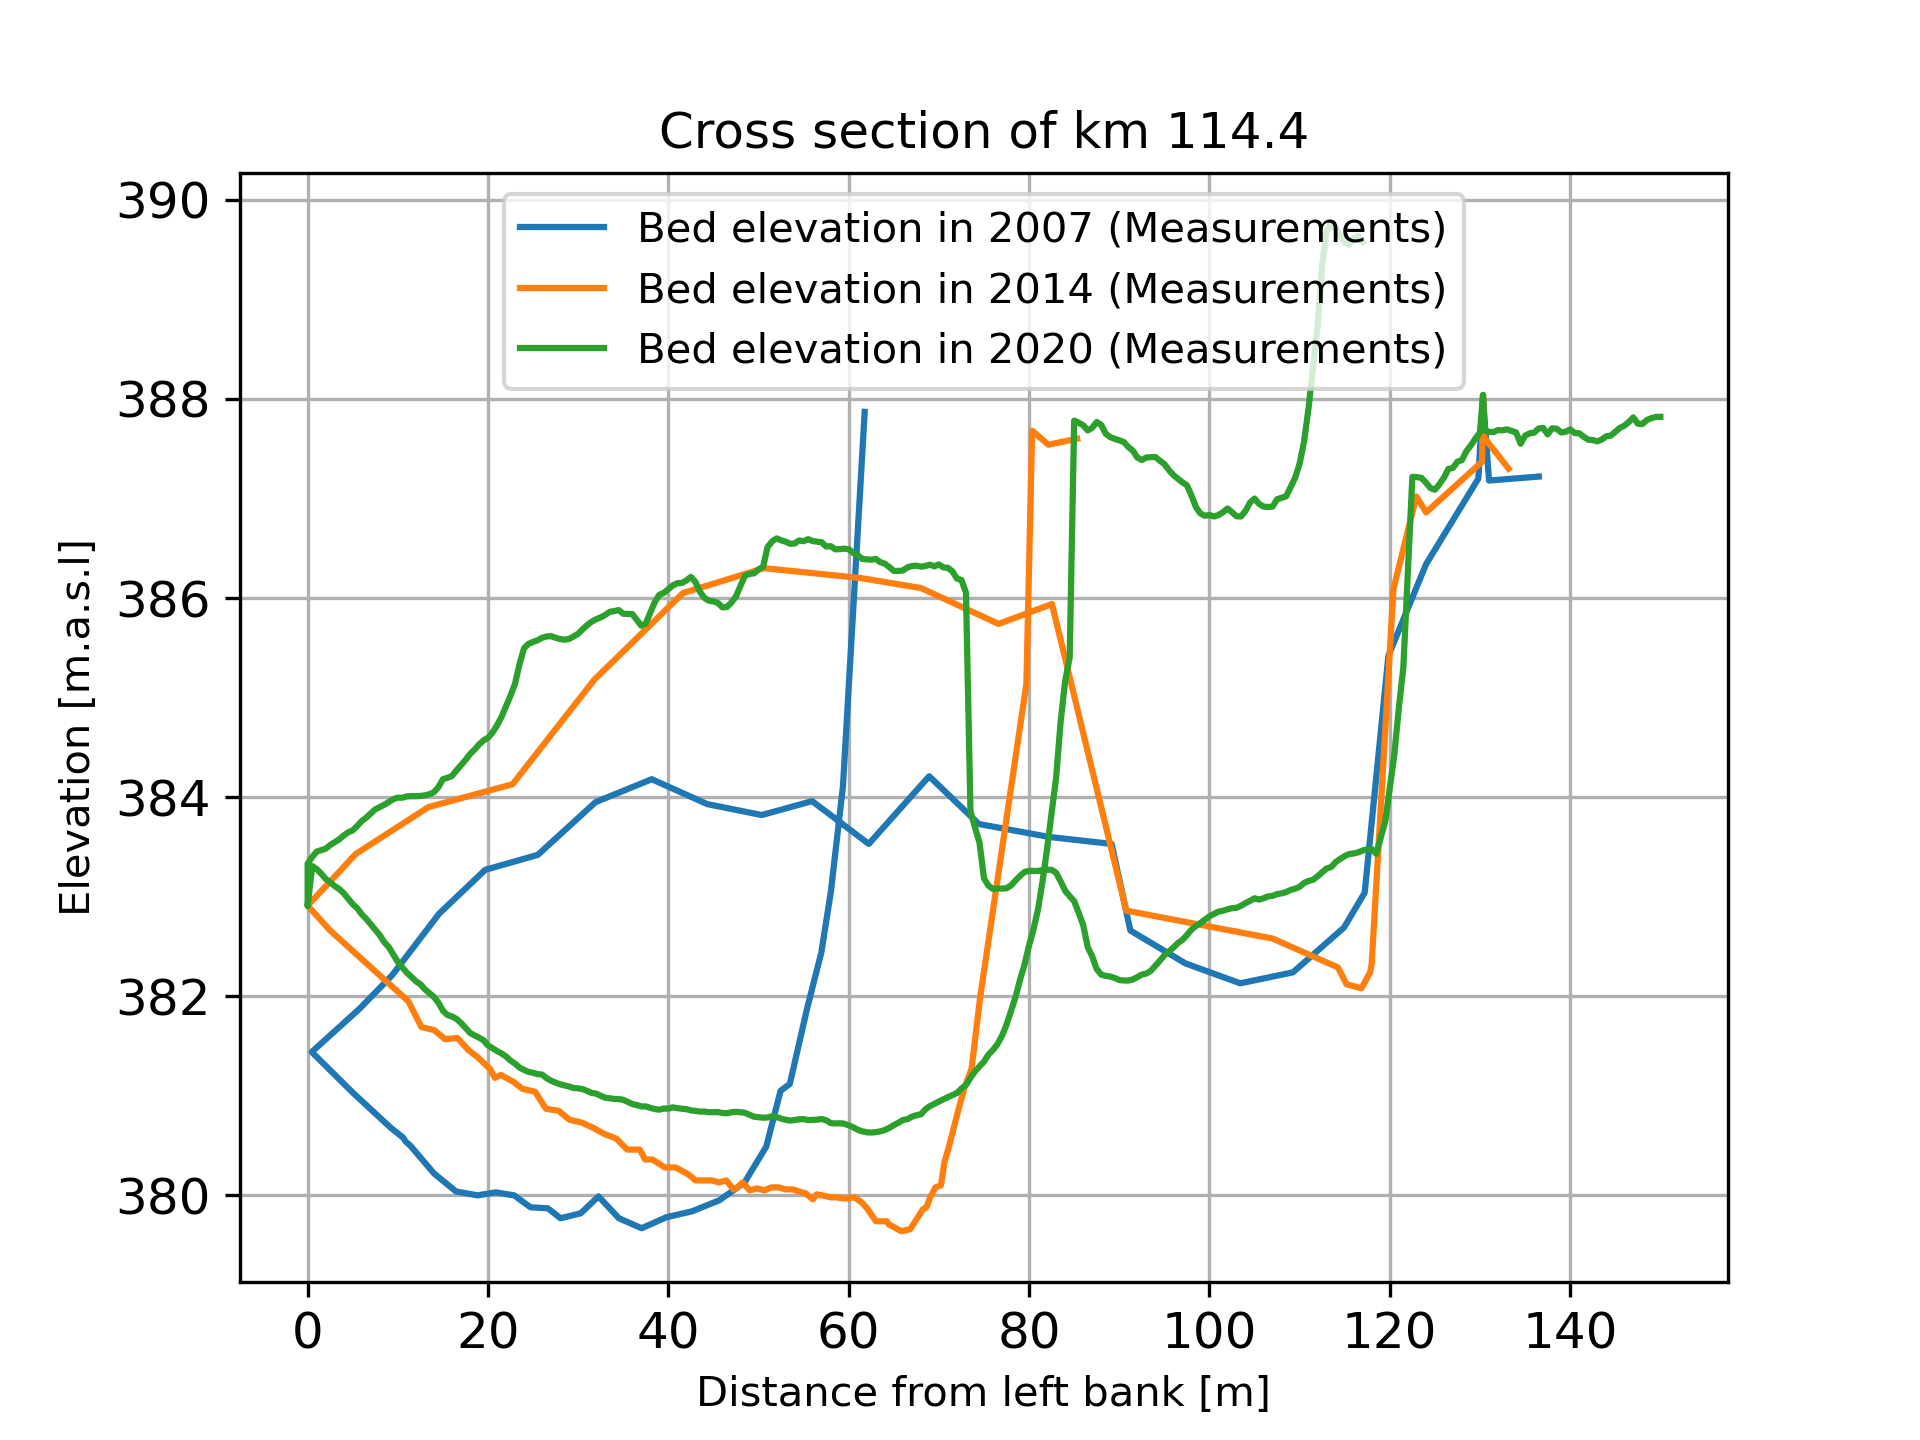 Cross section of km 114.4
Bed elevation in 2007 (Measurements)
Bed elevation in 2014 (Measurements)
Bed elevation in 2020 (Measurements)
Elevation [m.a.s.l]
390
388
386
384
382
380
0 20 40 60 80 100 120 140
Distance from left bank [m]